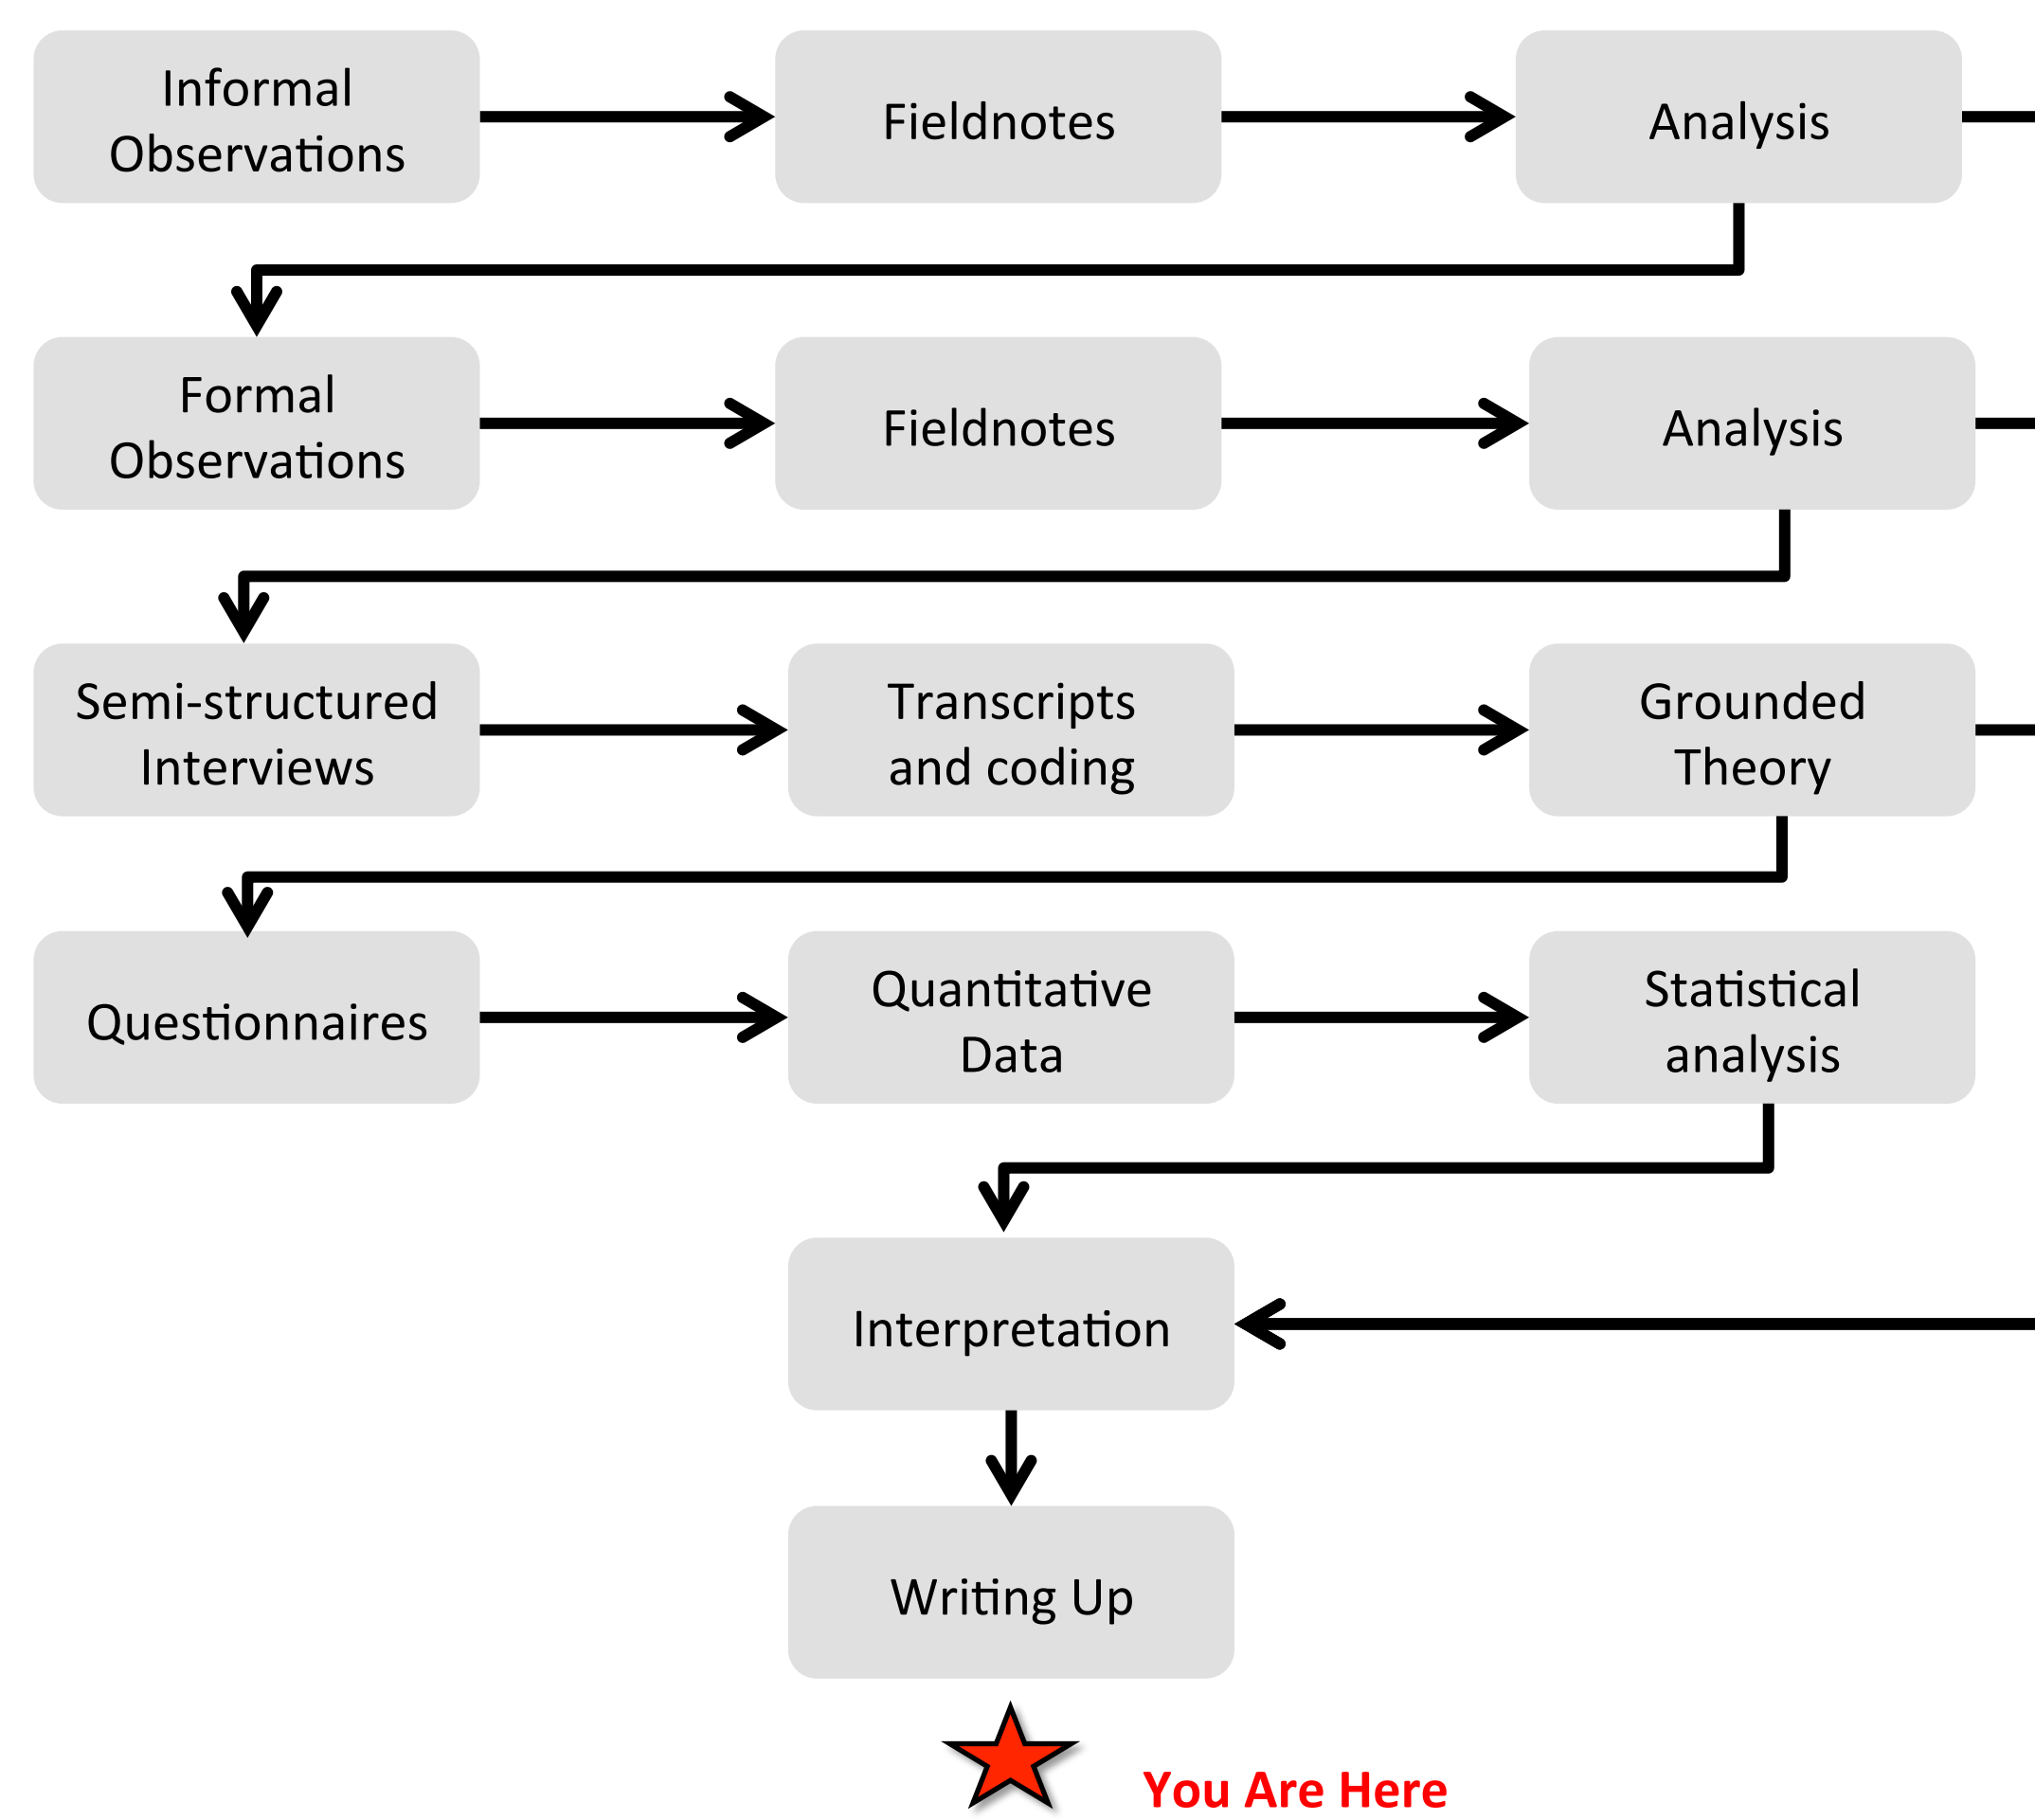 Informal
Observations
Fieldnotes
Analysis
Formal
Observations
Fieldnotes
Analysis
Semi-structured
Interviews
Transcripts
and coding
Grounded
Theory
Questionnaires
Quantitative
Data
Statistical
analysis
Interpretation
Writing Up
You Are Here